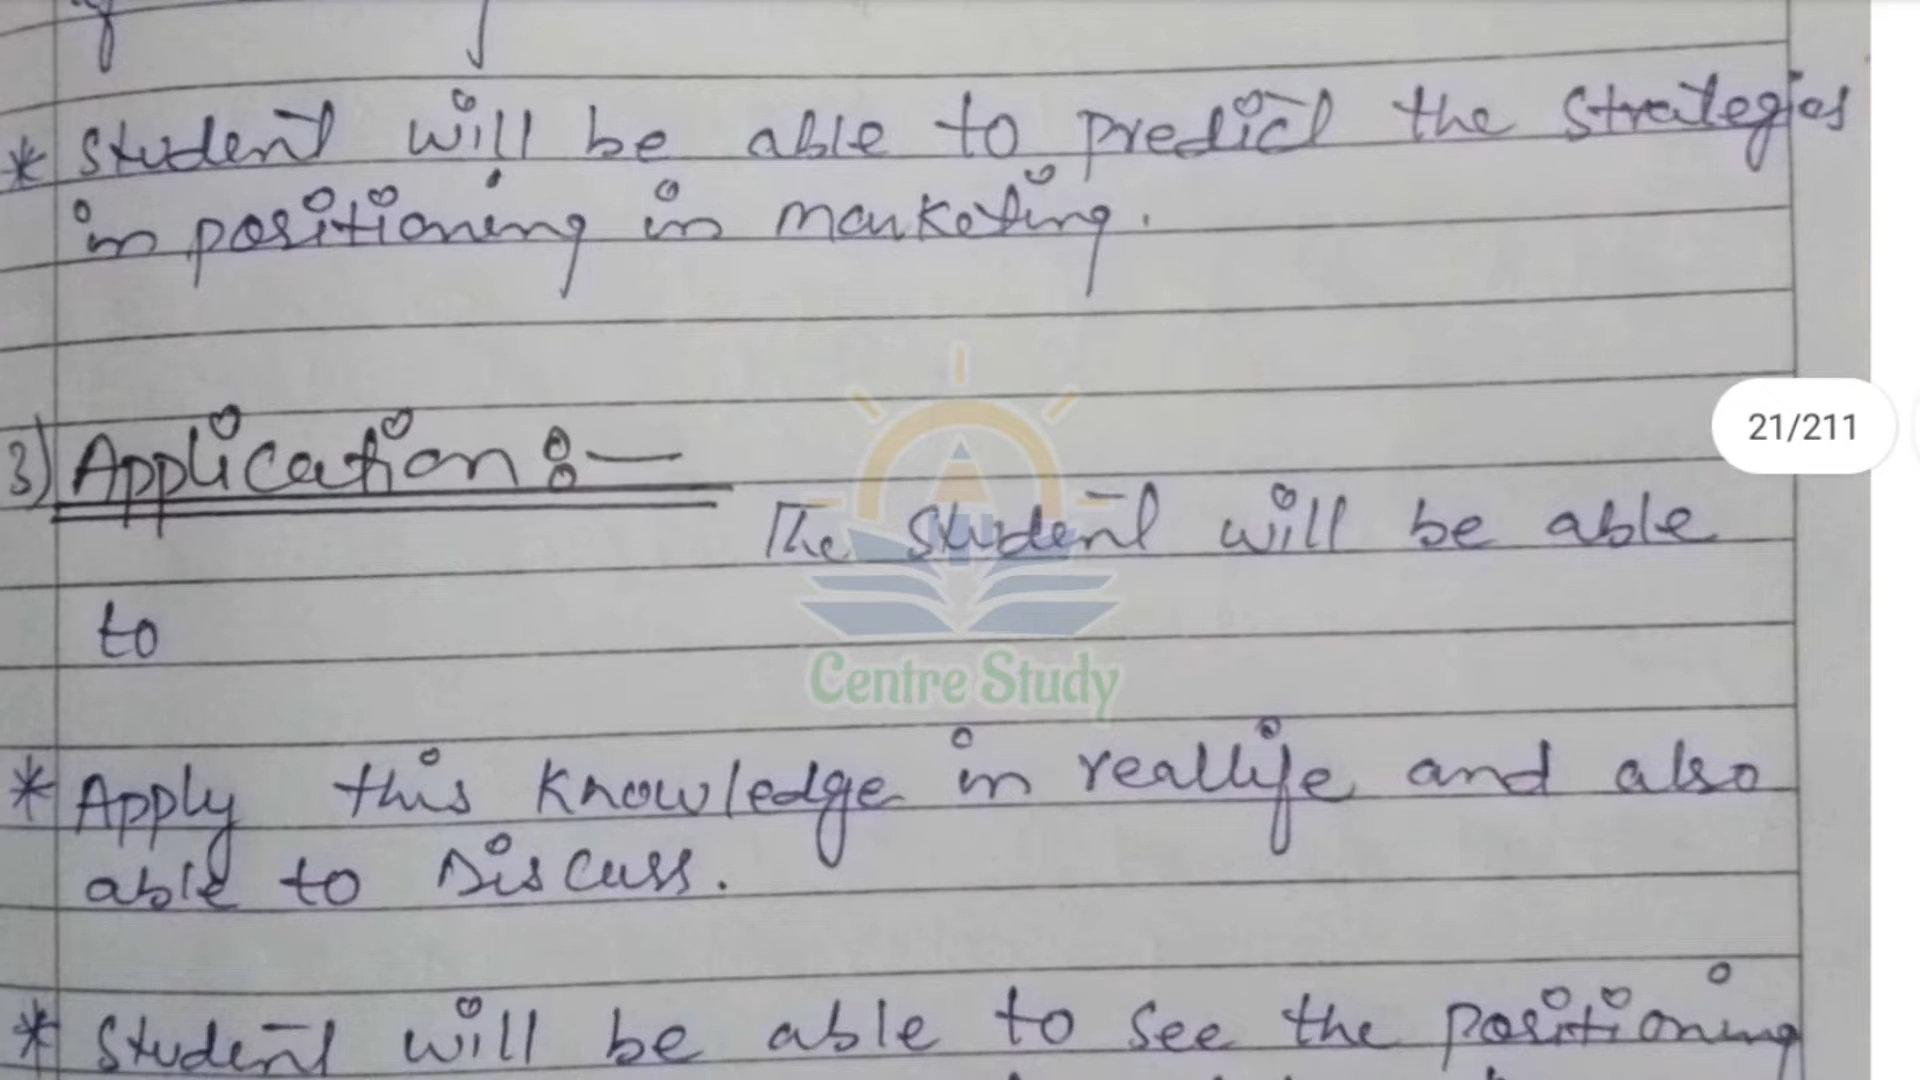 * Student will be able to predict the strategies
in positioning in marketing.
21/211
3) Application :-
The student will be able
to
Centre Study
* Apply this knowledge in reallife and also
able to Discuss.
* Student will be able to see the positioning